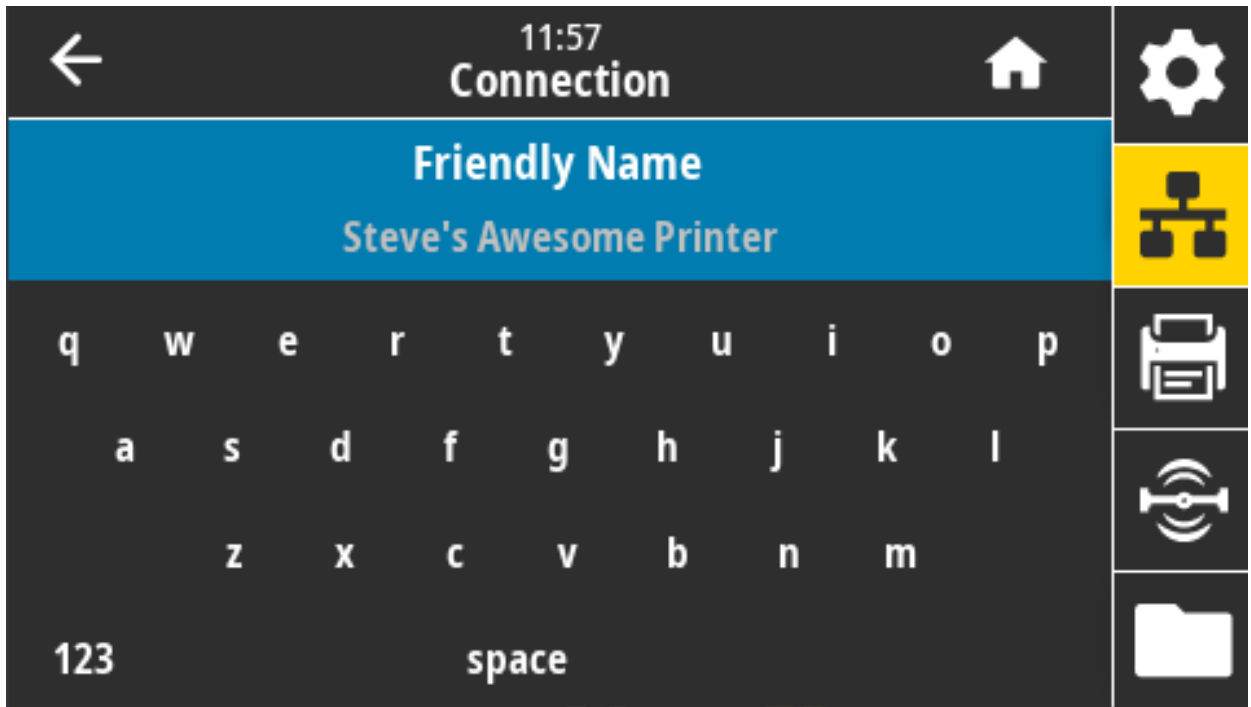 11:57
Connection
Friendly Name
Steve's Awesome Printer
q w e r t y u i o p
a s d f g h j k l
z x c v b n m
123 space